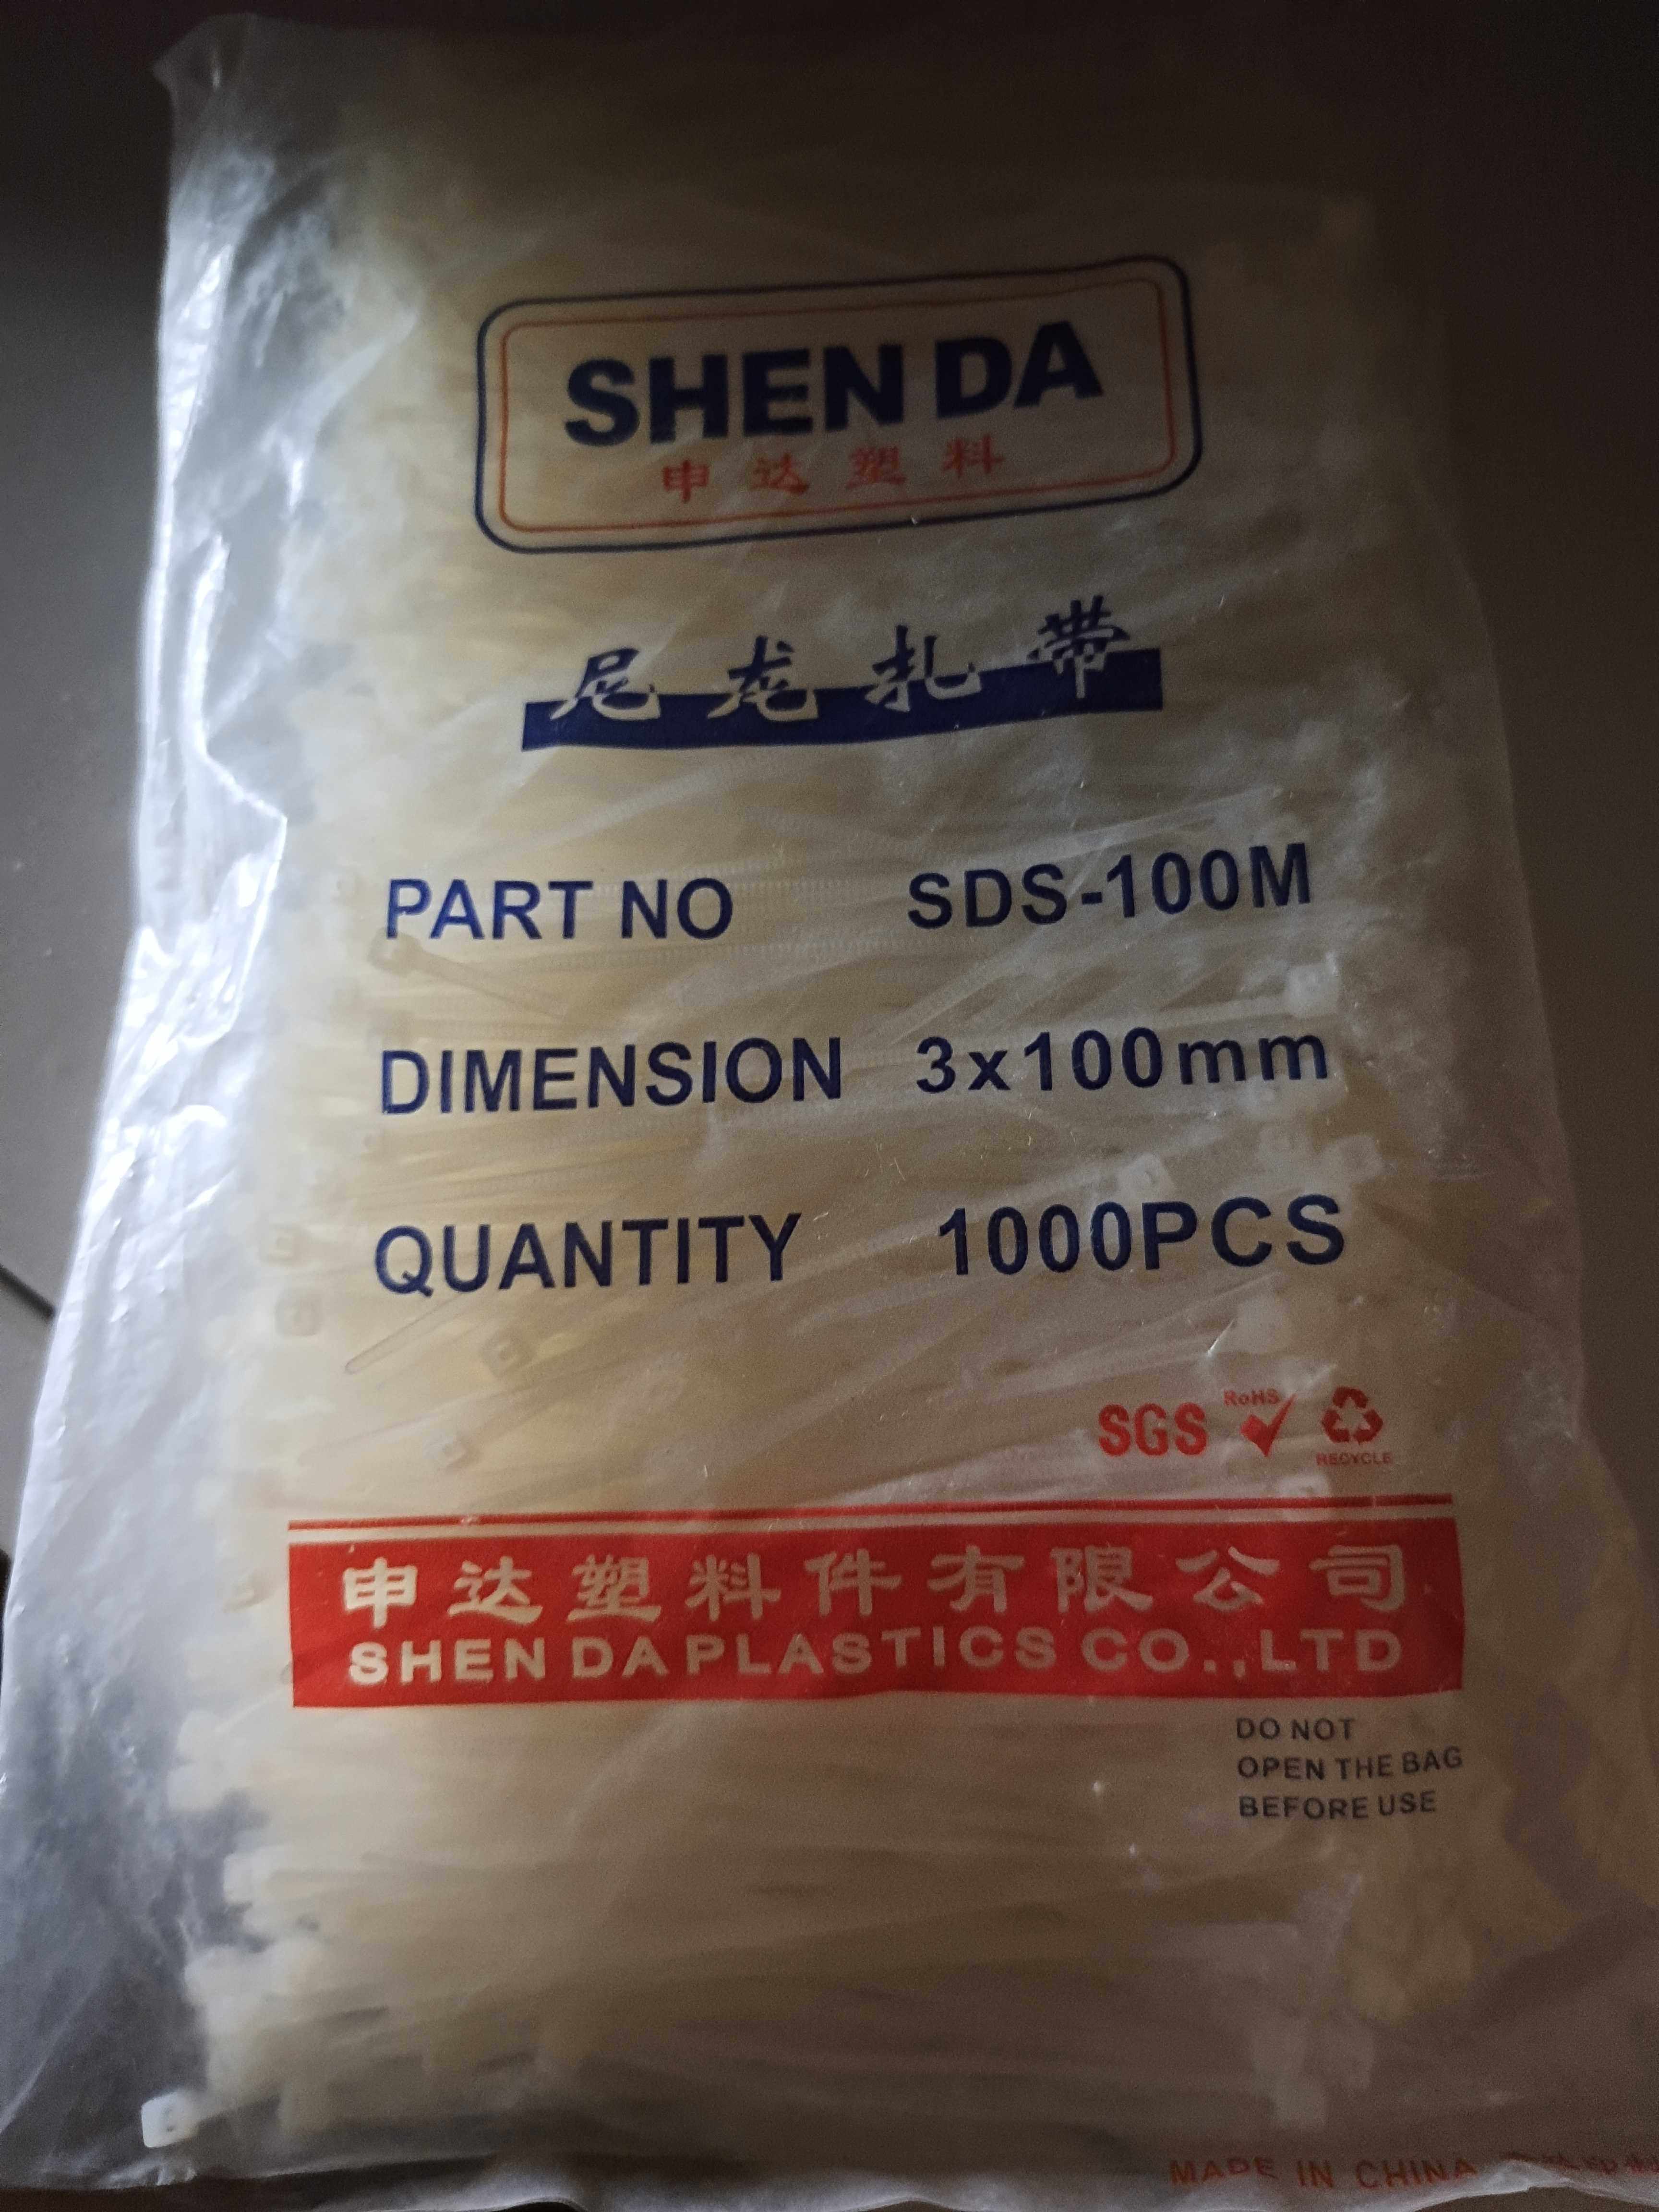 SHEN DA
申达塑料
尼龙扎带
PART NO SDS-100M
DIMENSION 3x100mm
QUANTITY 1000PCS
SGS RoHS
RECYCLE
申达塑料件有限公司
SHEN DA PLASTICS CO.,LTD
DO NOT
OPEN THE BAG
BEFORE USE
MADE IN CHINA